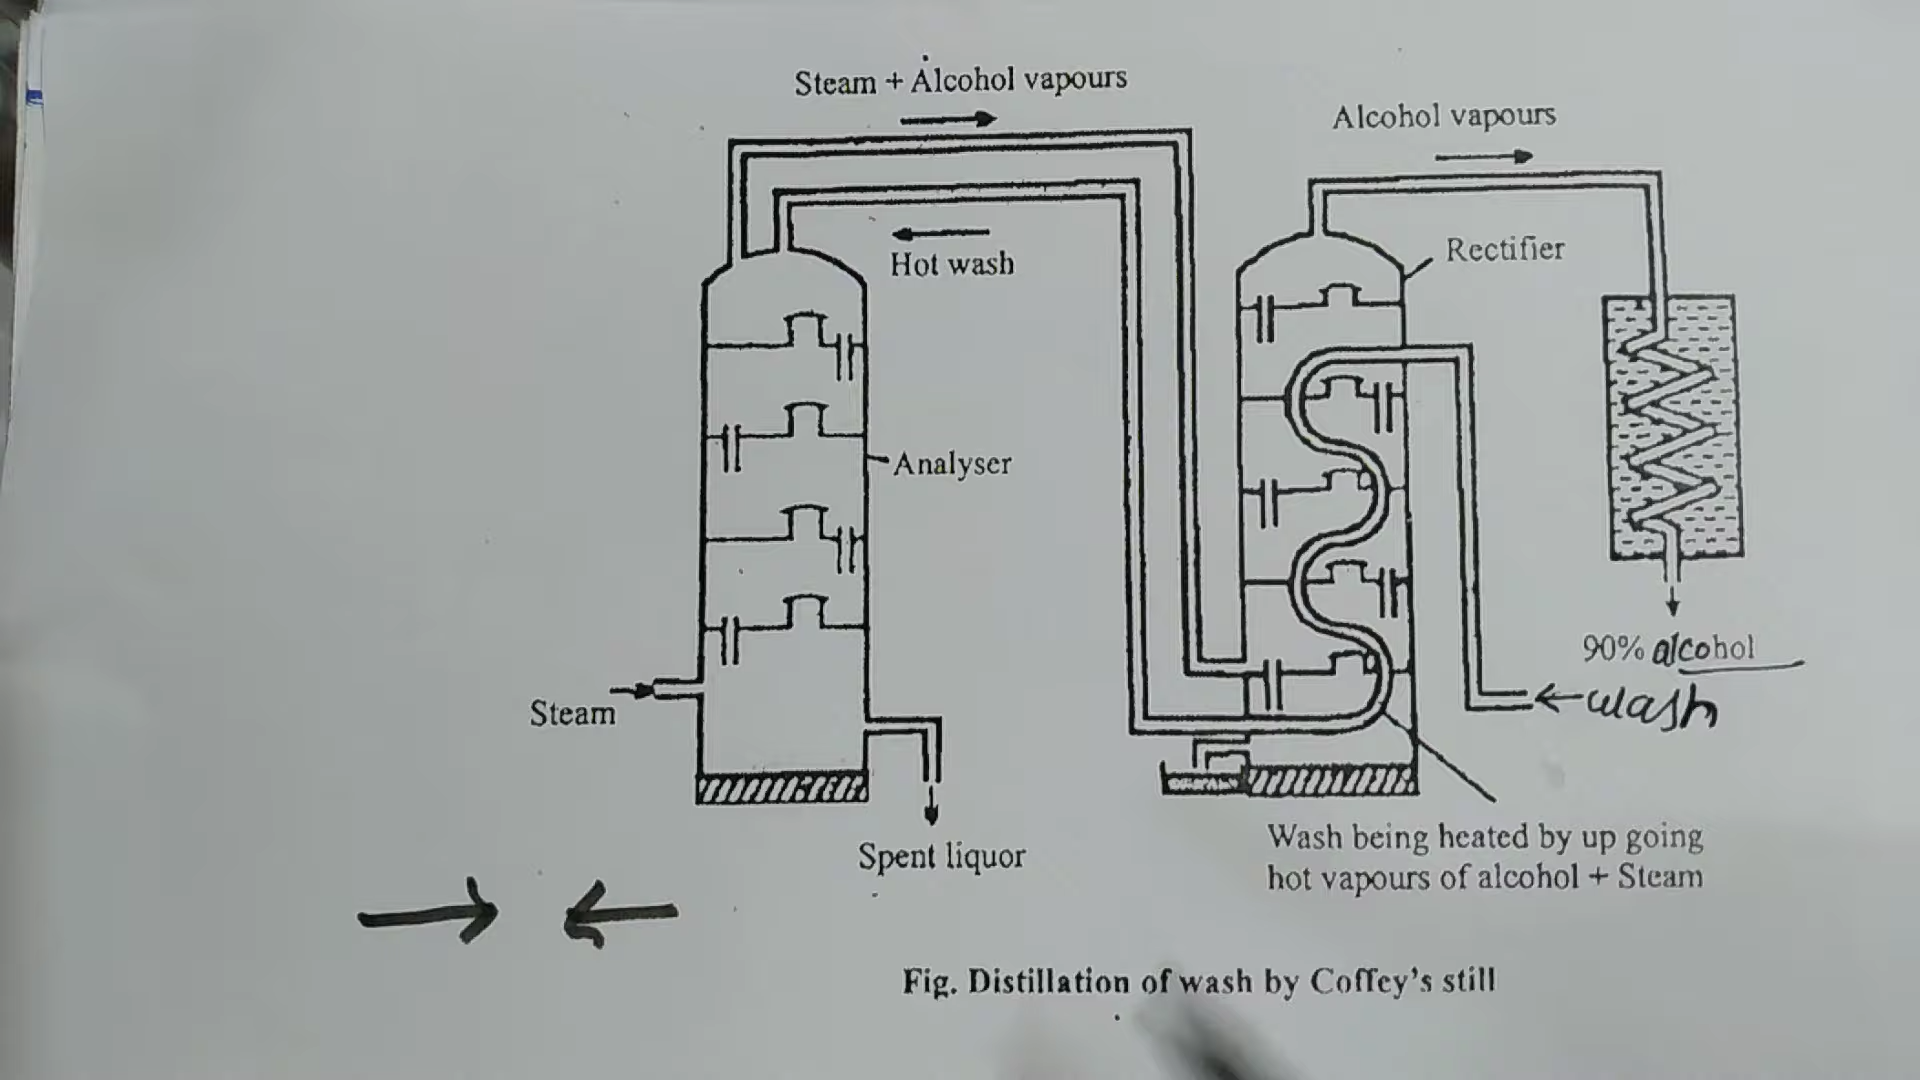 Steam + Alcohol vapours
Alcohol vapours
Hot wash
Rectifier
Analyser
Steam
90% alcohol
wash
Spent liquor
Wash being heated by up going
hot vapours of alcohol + Steam
Fig. Distillation of wash by Coffey's still